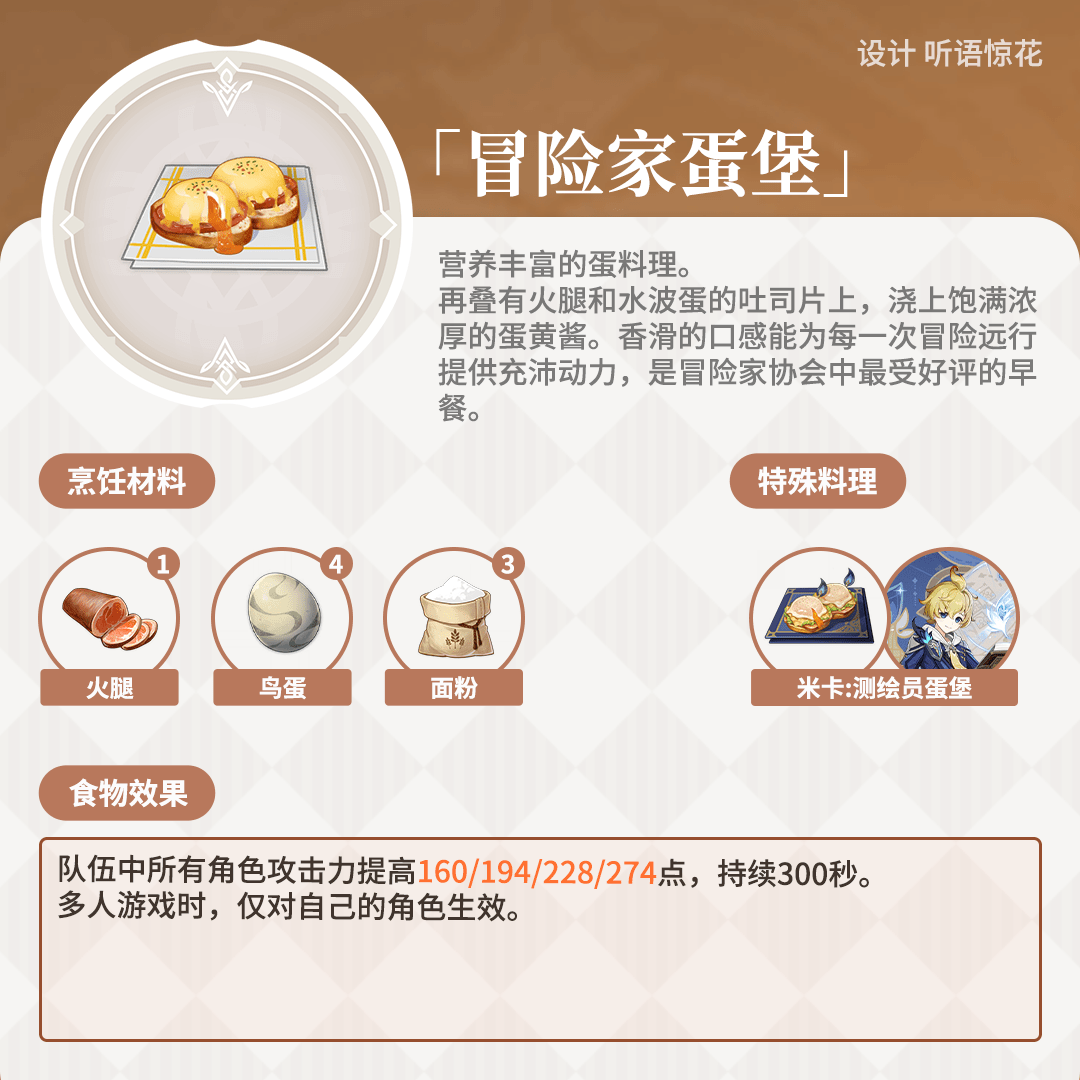 设计 听语惊花
「冒险家蛋堡」
营养丰富的蛋料理。
再叠有火腿和水波蛋的吐司片上，浇上饱满浓
厚的蛋黄酱。香滑的口感能为每一次冒险远行
提供充沛动力，是冒险家协会中最受好评的早
餐。
烹饪材料
特殊料理
1
4
3
火腿
鸟蛋
面粉
米卡:测绘员蛋堡
食物效果
队伍中所有角色攻击力提高160/194/228/274点，持续300秒。
多人游戏时，仅对自己的角色生效。